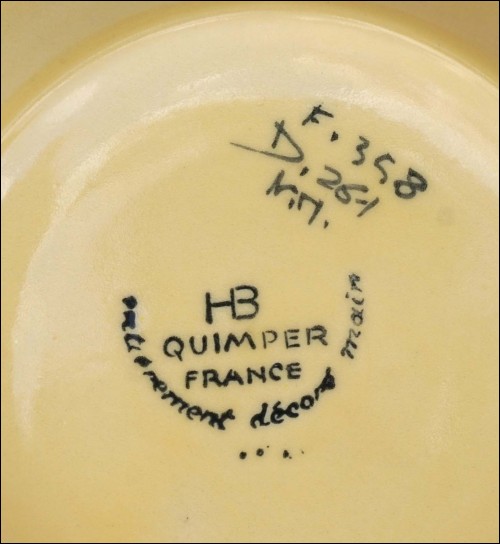 F. 358
D. 261
N.M.
HB
QUIMPER
FRANCE
entièrement décoré main